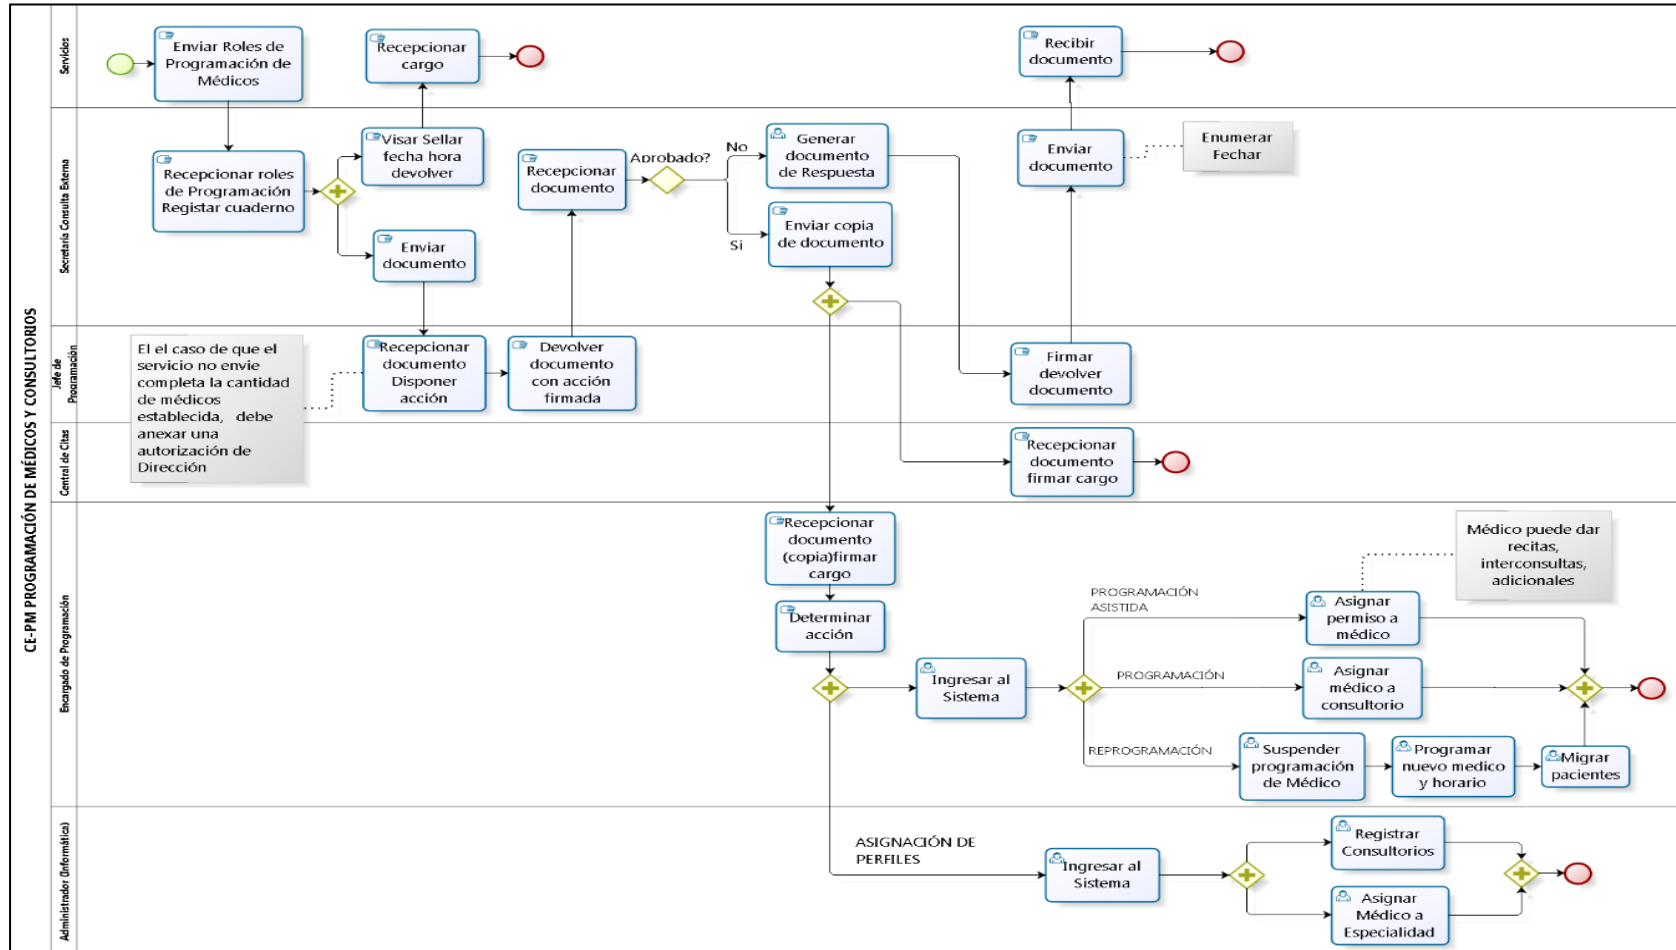 CE-PM PROGRAMACIÓN DE MÉDICOS Y CONSULTORIOS
Servicios
Enviar Roles de
Programación de
Médicos
Recepcionar
cargo
Recibir
documento
Secretaría Consulta Externa
Recepcionar roles
de Programación
Registar cuaderno
Visar Sellar
fecha hora
devolver
Enviar
documento
Recepcionar
documento
Aprobado?
No
Si
Generar
documento
de Respuesta
Enviar copia
de documento
Enviar
documento
Enumerar
Fechar
Jefe de
Programación
El el caso de que el
servicio no envie
completa la cantidad
de médicos
establecida, debe
anexar una
autorización de
Dirección
Recepcionar
documento
Disponer
acción
Devolver
documento
con acción
firmada
Firmar
devolver
documento
Central de Citas
Recepcionar
documento
firmar cargo
Encargado de Programación
Recepcionar
documento
(copia)firmar
cargo
Determinar
acción
Ingresar al
Sistema
PROGRAMACIÓN
ASISTIDA
Asignar
permiso a
médico
Médico puede dar
recitas,
interconsultas,
adicionales
PROGRAMACIÓN
Asignar
médico a
consultorio
REPROGRAMACIÓN
Suspender
programación
de Médico
Programar
nuevo medico
y horario
Migrar
pacientes
Administrador (Informática)
ASIGNACIÓN DE
PERFILES
Ingresar al
Sistema
Registrar
Consultorios
Asignar
Médico a
Especialidad